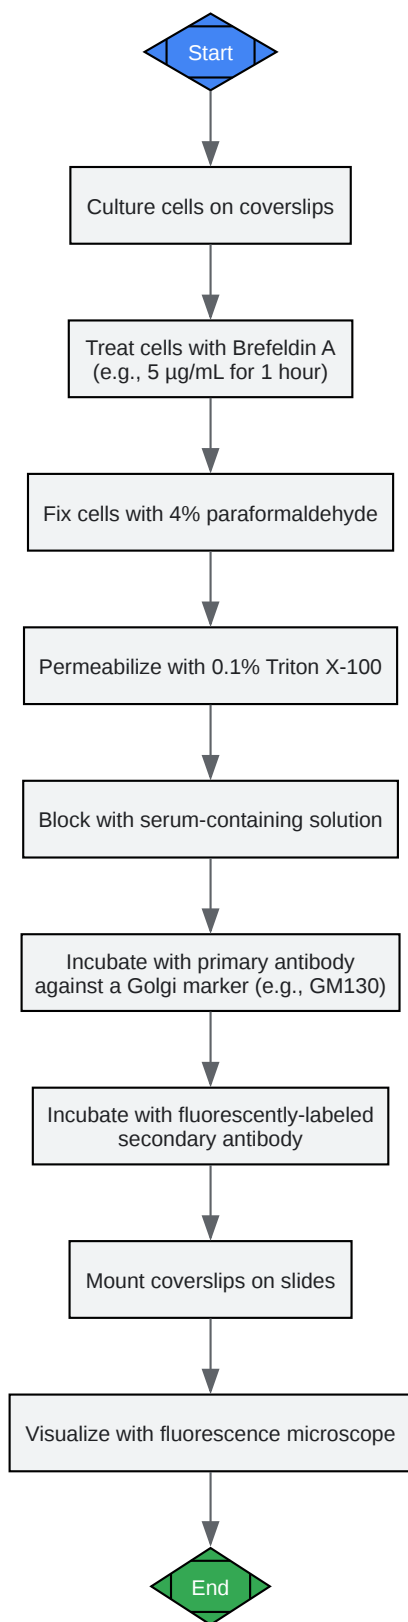 Start
Culture cells on coverslips
Treat cells with Brefeldin A
(e.g., 5 µg/mL for 1 hour)
Fix cells with 4% paraformaldehyde
Permeabilize with 0.1% Triton X-100
Block with serum-containing solution
Incubate with primary antibody
against a Golgi marker (e.g., GM130)
Incubate with fluorescently-labeled
secondary antibody
Mount coverslips on slides
Visualize with fluorescence microscope
End